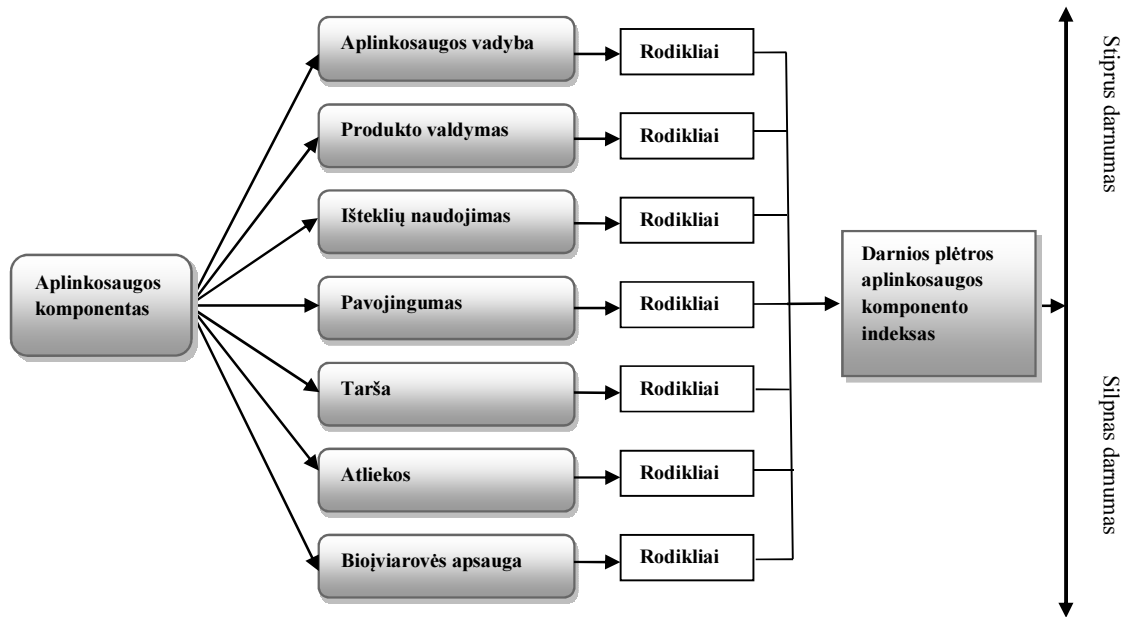 Aplinkosaugos
komponentas
Aplinkosaugos vadyba
Rodikliai
Produkto valdymas
Rodikliai
Išteklių naudojimas
Rodikliai
Pavojingumas
Rodikliai
Tarša
Rodikliai
Atliekos
Rodikliai
Biojviarovės apsauga
Rodikliai
Darnios plėtros
aplinkosaugos
komponento
indeksas
Stiprus darnumas
Silpnas darnumas